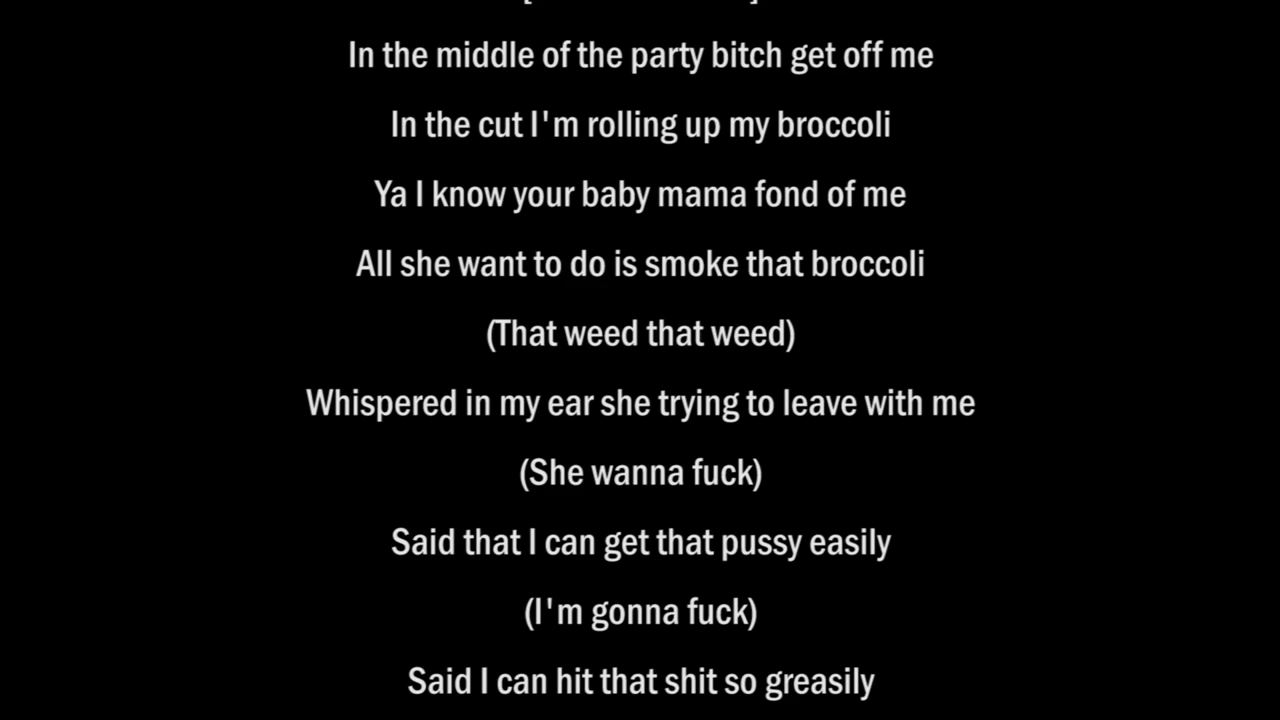 In the middle of the party bitch get off me
In the cut I'm rolling up my broccoli
Ya I know your baby mama fond of me
All she want to do is smoke that broccoli
(That weed that weed)
Whispered in my ear she trying to leave with me
(She wanna fuck)
Said that I can get that pussy easily
(I'm gonna fuck)
Said I can hit that shit so greasily